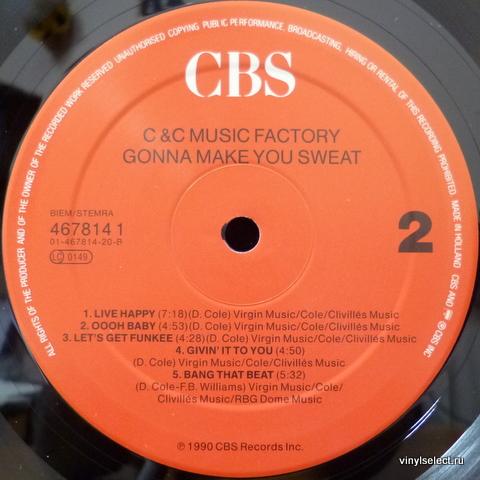 ALL RIGHTS OF THE PRODUCER AND OF THE OWNER OF THE RECORDED WORK RESERVED UNAUTHORISED COPYING PUBLIC PERFORMANCE, BROADCASTING, HIRING OR RENTAL OF THIS RECORDING PROHIBITED MADE IN HOLLAND CBS AND ® CBS INC
CBS
C & C MUSIC FACTORY
GONNA MAKE YOU SWEAT
BIEM/STEMRA
467814 1
01-467814-20-B
LC 0149
2
1. LIVE HAPPY (7:18)(D. Cole) Virgin Music/Cole/Clivillés Music
2. OOOH BABY (4:53)(D. Cole) Virgin Music/Cole/Clivillés Music
3. LET'S GET FUNKEE (4:28)(D. Cole) Virgin Music/Cole/Clivillés Music
4. GIVIN' IT TO YOU (4:50)
(D. Cole) Virgin Music/Cole/Clivillés Music
5. BANG THAT BEAT (5:32)
(D. Cole-F.B. Williams) Virgin Music/Cole/
Clivillés Music/RBG Dome Music
℗ 1990 CBS Records Inc.
vinylselect.ru